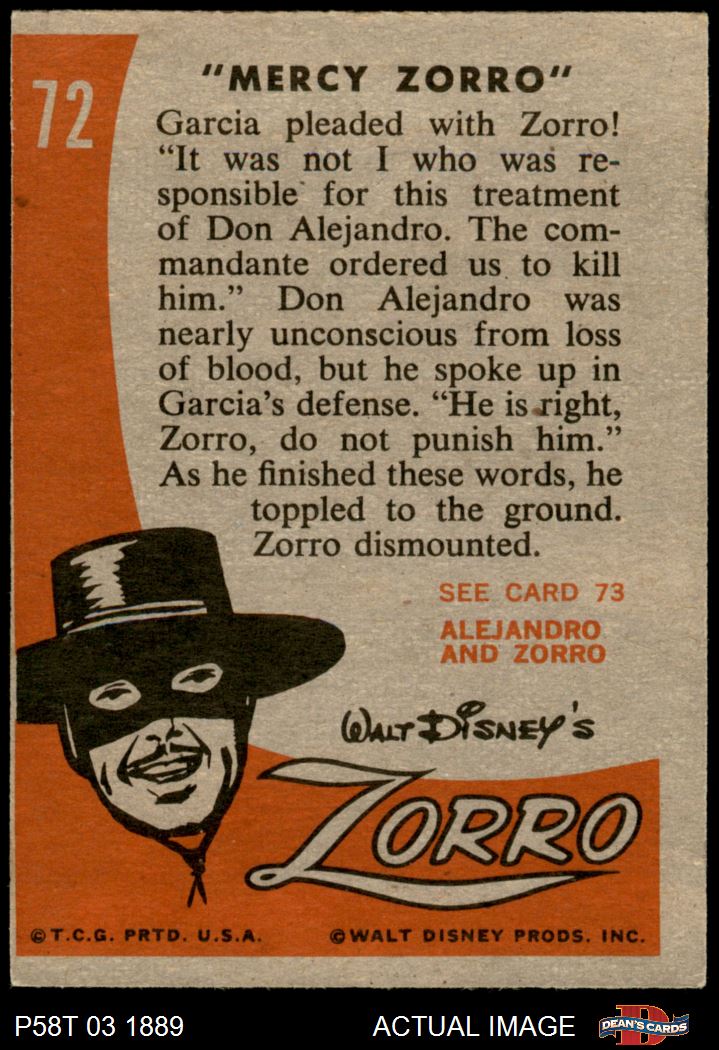 72
"MERCY ZORRO"
Garcia pleaded with Zorro!
“It was not I who was re-
sponsible for this treatment
of Don Alejandro. The com-
mandante ordered us to kill
him.” Don Alejandro was
nearly unconscious from loss
of blood, but he spoke up in
Garcia’s defense. “He is right,
Zorro, do not punish him.”
As he finished these words, he
toppled to the ground.
Zorro dismounted.
SEE CARD 73
ALEJANDRO
AND ZORRO
WALT DISNEY'S
ZORRO
©T.C.G. PRTD. U.S.A.
©WALT DISNEY PRODS. INC.
P58T 03 1889
ACTUAL IMAGE
D
DEAN'S CARDS